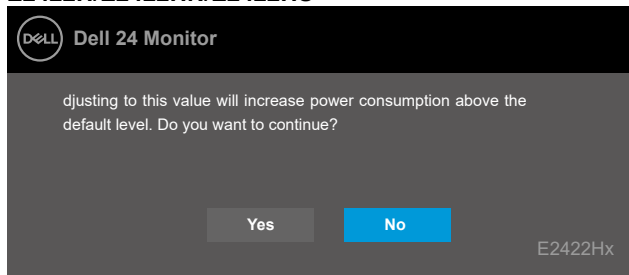 DELL Dell 24 Monitor
djusting to this value will increase power consumption above the
default level. Do you want to continue?
Yes No
E2422Hx